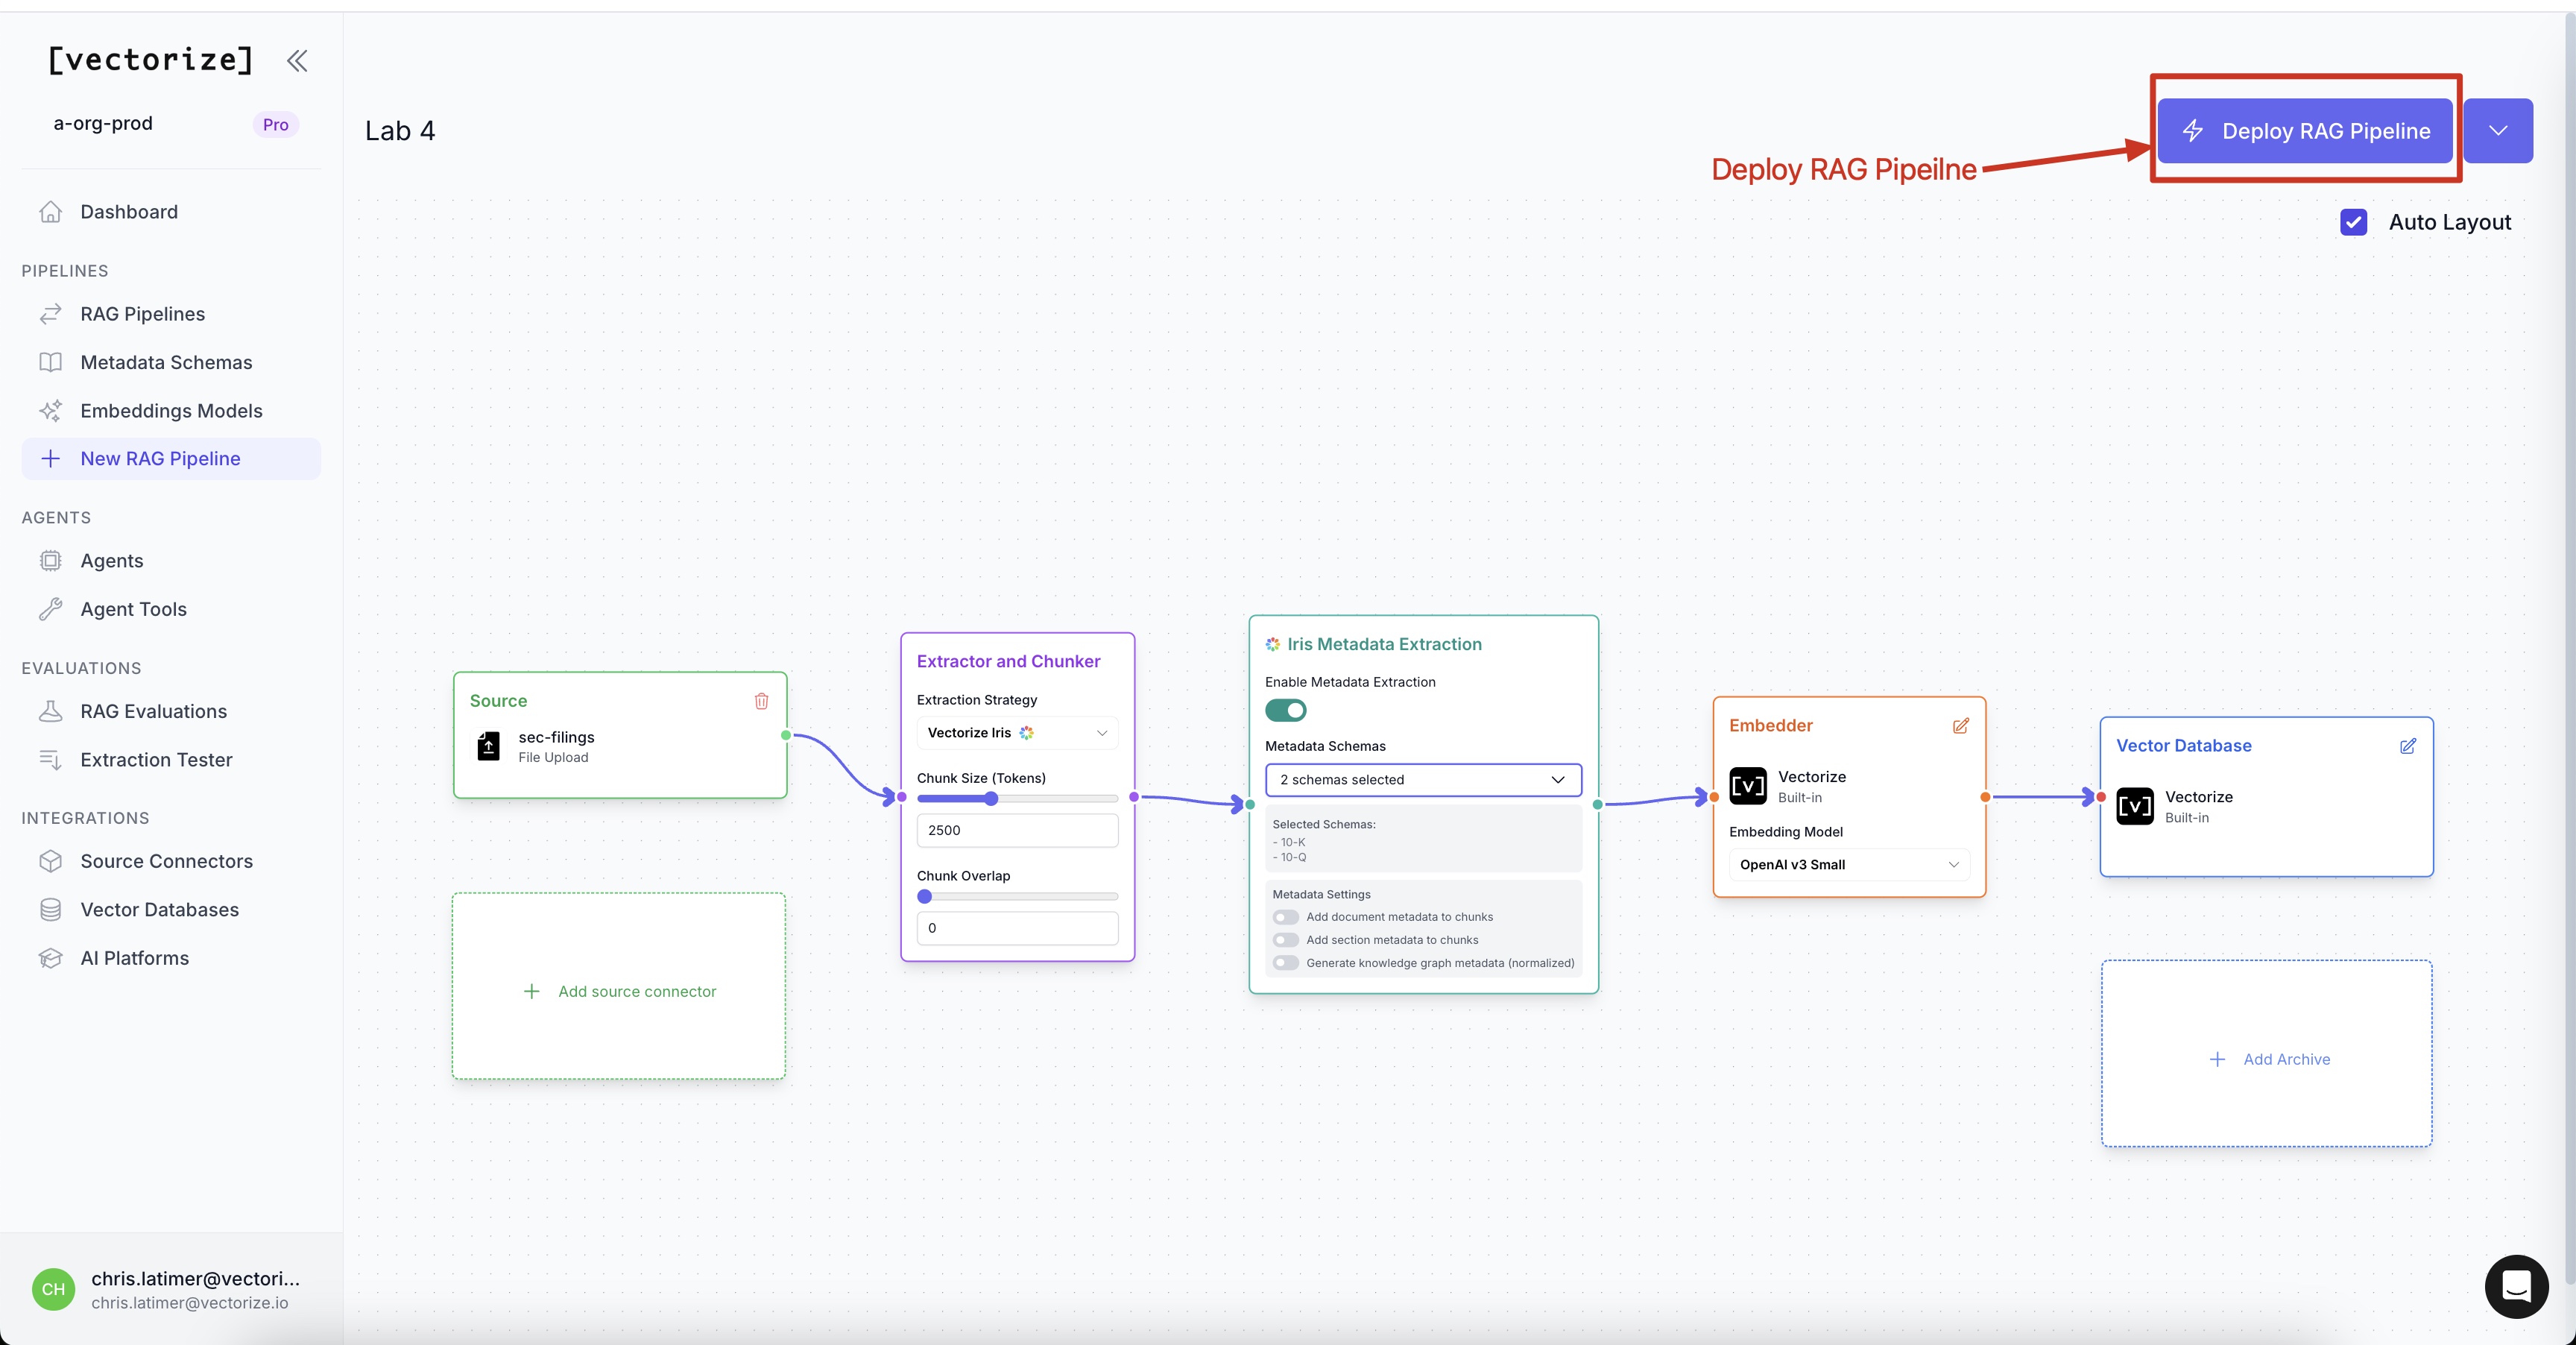 [vectorize]
a-org-prod
Pro
Dashboard
PIPELINES
RAG Pipelines
Metadata Schemas
Embeddings Models
New RAG Pipeline
AGENTS
Agents
Agent Tools
EVALUATIONS
RAG Evaluations
Extraction Tester
INTEGRATIONS
Source Connectors
Vector Databases
AI Platforms
CH
chris.latimer@vectori...
chris.latimer@vectorize.io
Lab 4
Deploy RAG Pipeilne
Deploy RAG Pipeline
Auto Layout
Source
sec-filings
File Upload
Add source connector
Extractor and Chunker
Extraction Strategy
Vectorize Iris
Chunk Size (Tokens)
2500
Chunk Overlap
0
Iris Metadata Extraction
Enable Metadata Extraction
Metadata Schemas
2 schemas selected
Selected Schemas:
- 10-K
- 10-Q
Metadata Settings
Add document metadata to chunks
Add section metadata to chunks
Generate knowledge graph metadata (normalized)
Embedder
[v]
Vectorize
Built-in
Embedding Model
OpenAI v3 Small
Vector Database
[v]
Vectorize
Built-in
Add Archive